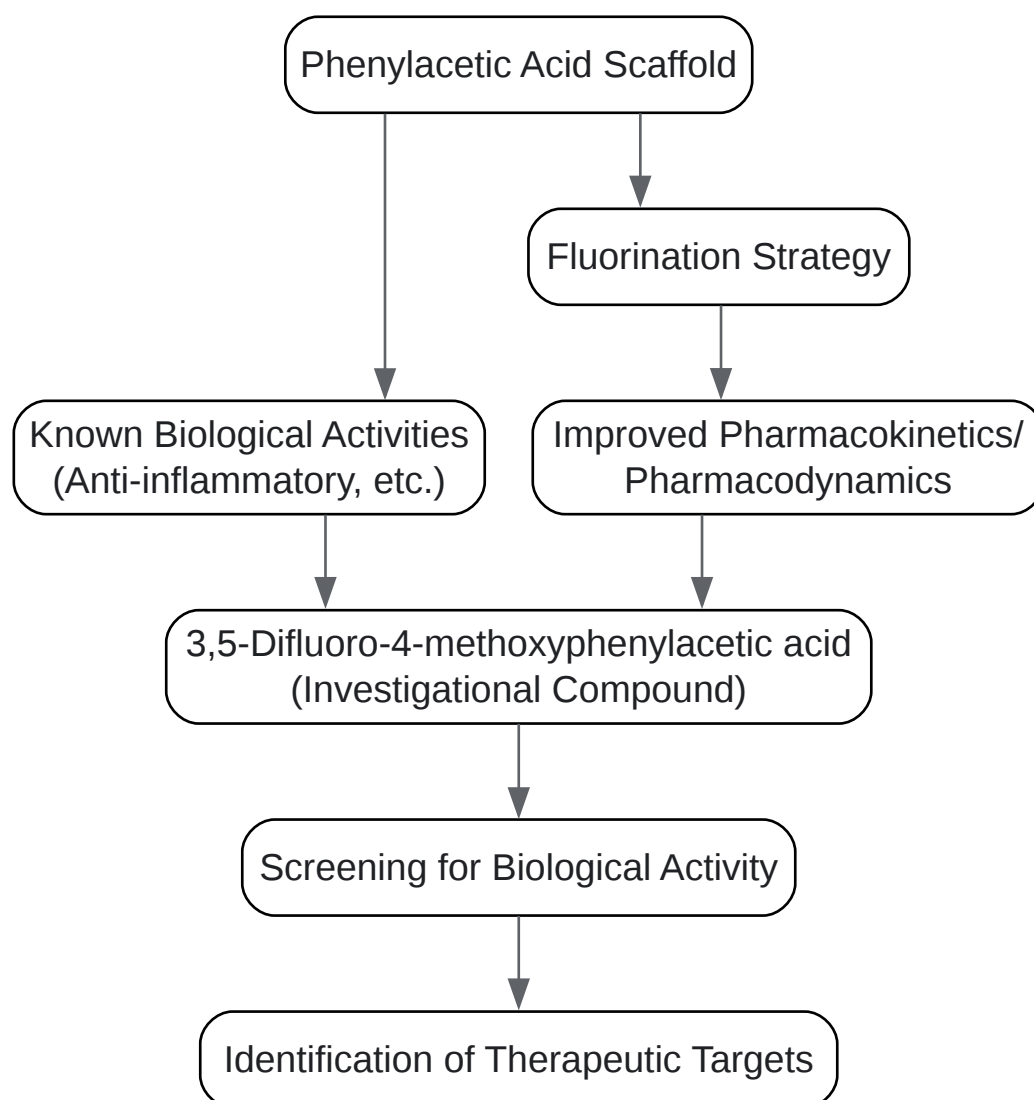 Phenylacetic Acid Scaffold
Fluorination Strategy
Known Biological Activities
(Anti-inflammatory, etc.)
Improved Pharmacokinetics/
Pharmacodynamics
3,5-Difluoro-4-methoxyphenylacetic acid
(Investigational Compound)
Screening for Biological Activity
Identification of Therapeutic Targets